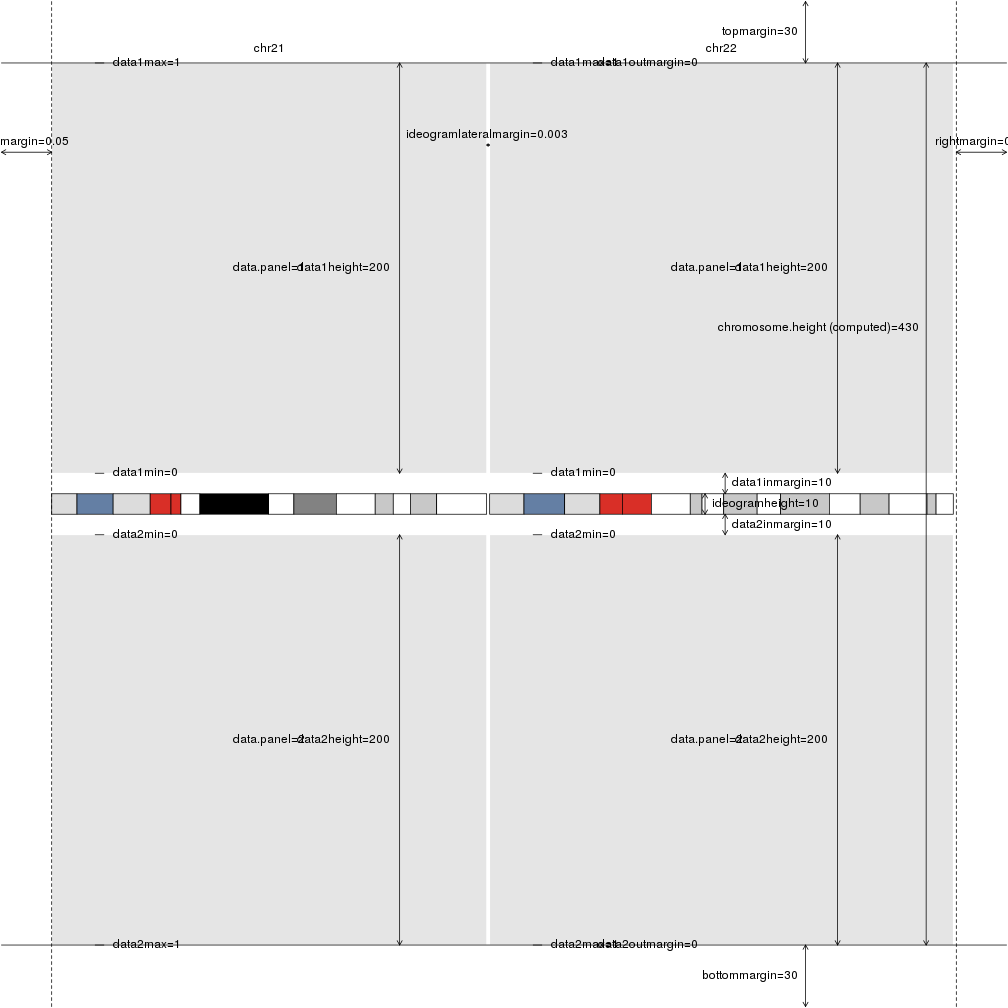 topmargin=30
chr21
chr22
data1max=1
data1max=1
data1outmargin=0
ideogramlateralmargin=0.003
margin=0.05
rightmargin=0
data.panel=1
data1height=200
data.panel=1
data1height=200
chromosome.height (computed)=430
data1min=0
data1min=0
data1inmargin=10
ideogramheight=10
data2inmargin=10
data2min=0
data2min=0
data.panel=2
data2height=200
data.panel=2
data2height=200
data2max=1
data2max=1
data2outmargin=0
bottommargin=30